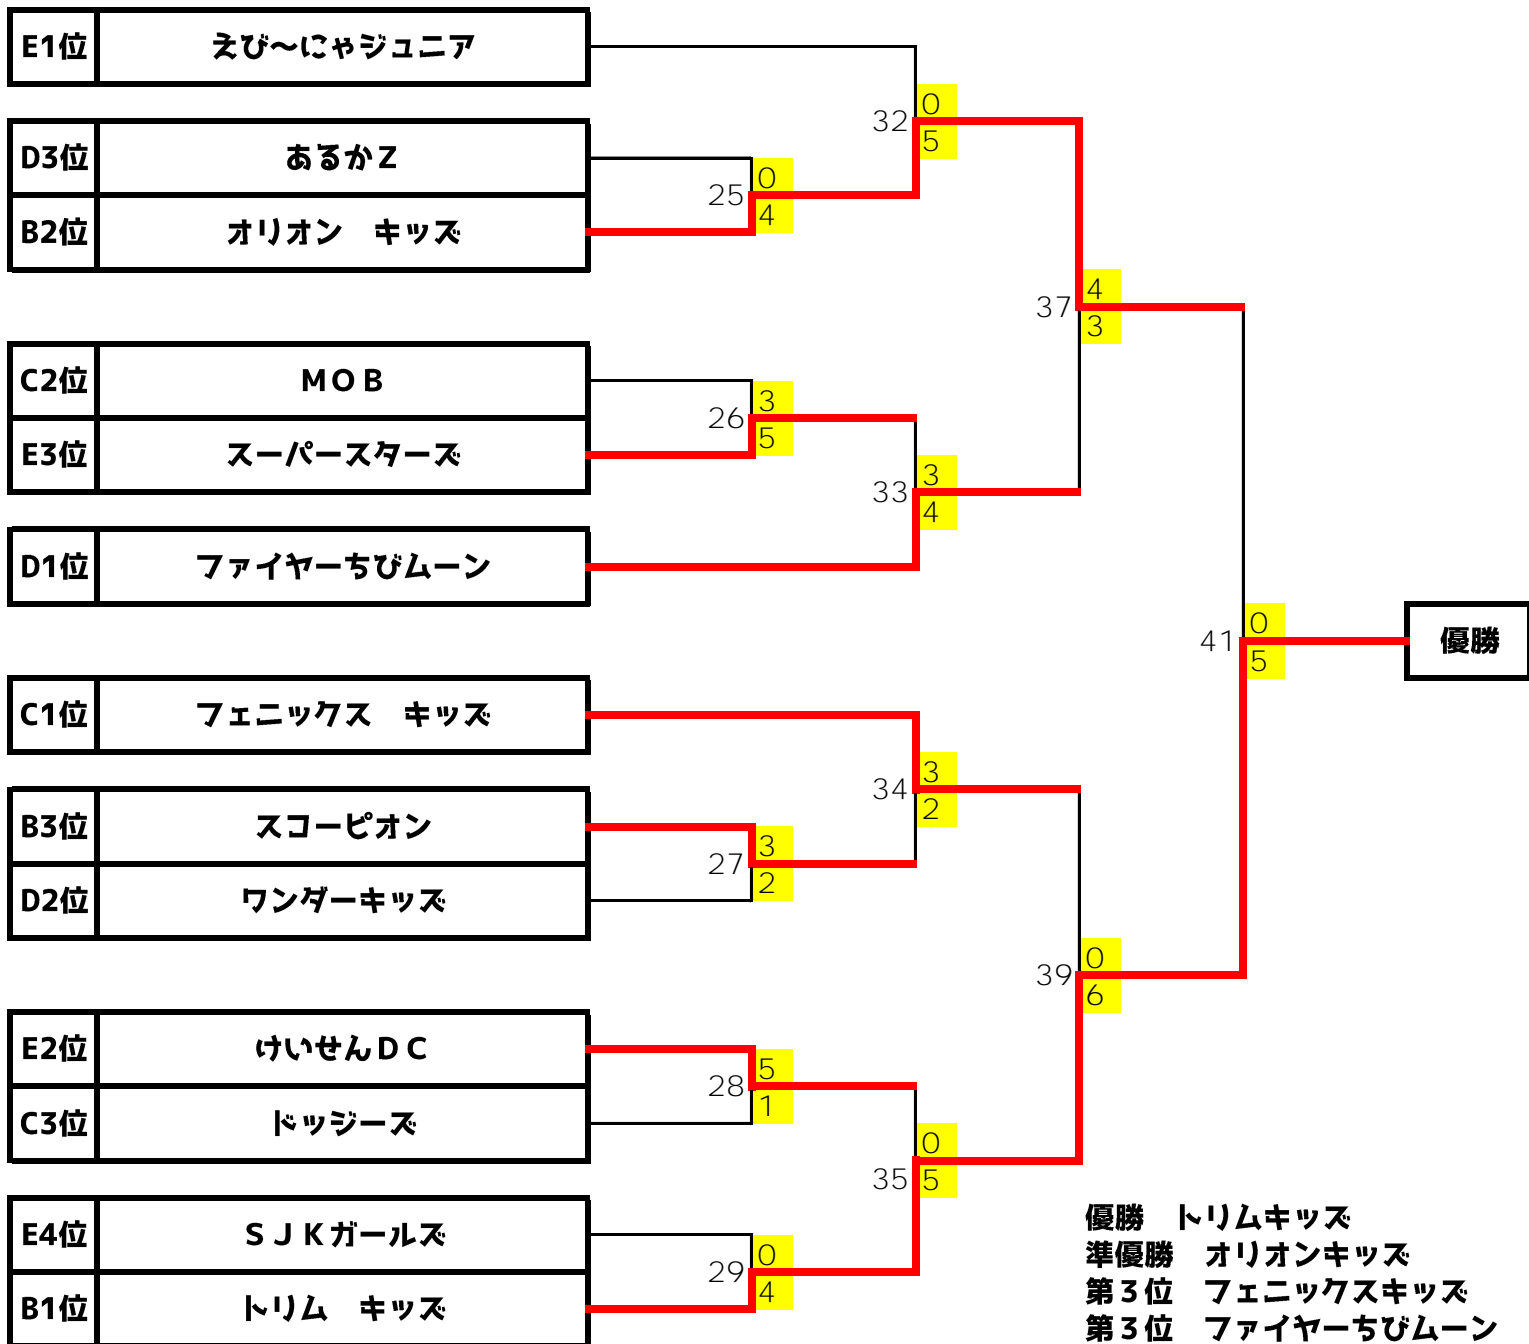 E1位 えび～にゃジュニア
0
32
5
D3位 あるかＺ
0
25
4
B2位 オリオン　キッズ
4
37
3
C2位 ＭＯＢ
3
26
5
E3位 スーパースターズ
3
33
4
D1位 ファイヤーちびムーン
0
41
5
優勝
C1位 フェニックス　キッズ
3
34
2
B3位 スコーピオン
3
27
2
D2位 ワンダーキッズ
0
39
6
E2位 けいせんＤＣ
5
28
1
C3位 ドッジーズ
0
35
5
E4位 ＳＪＫガールズ
0
29
4
B1位 トリム　キッズ
優勝　トリムキッズ
準優勝　オリオンキッズ
第３位　フェニックスキッズ
第３位　ファイヤーちびムーン